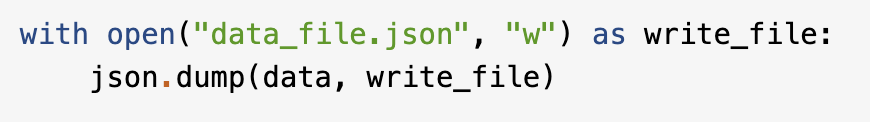 with open("data_file.json", "w") as write_file:
    json.dump(data, write_file)